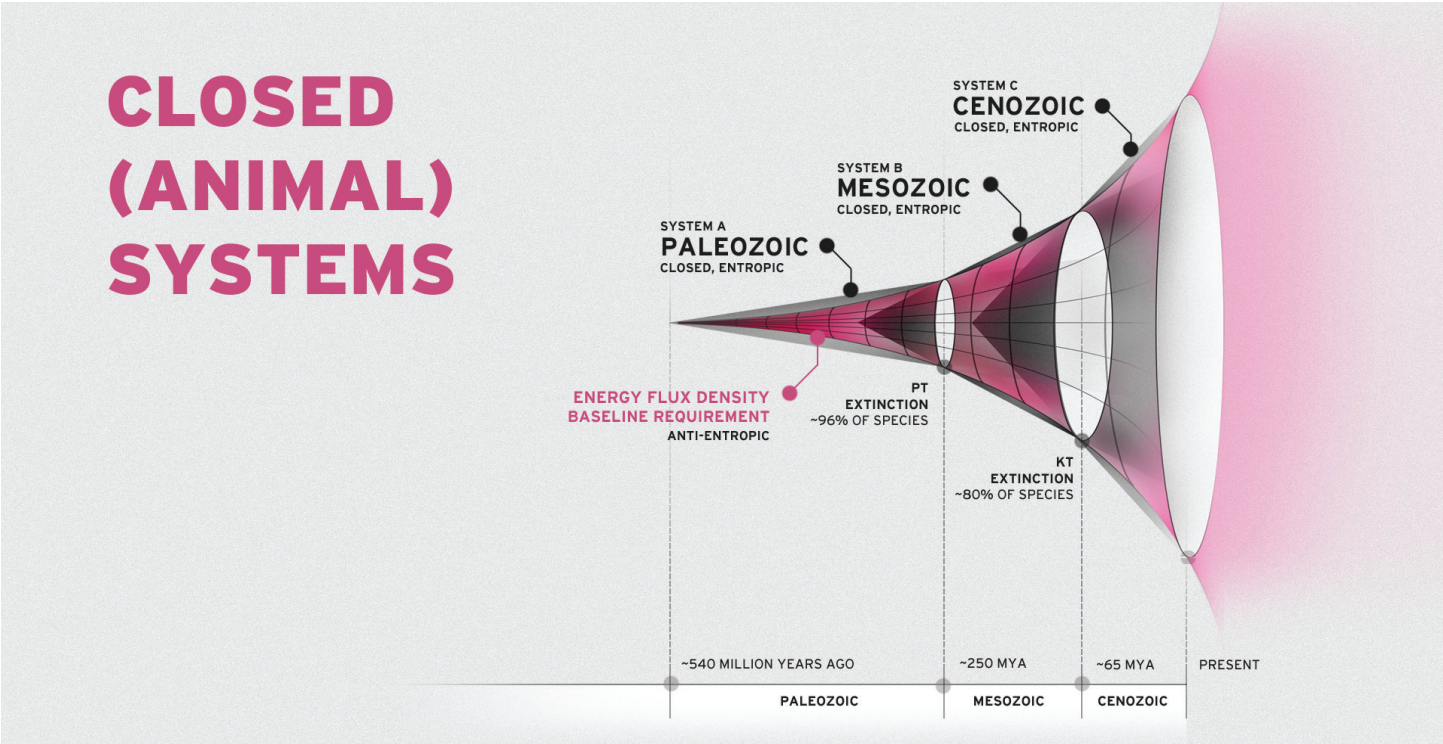 CLOSED
(ANIMAL)
SYSTEMS
SYSTEM C
CENOZOIC
CLOSED, ENTROPIC
SYSTEM B
MESOZOIC
CLOSED, ENTROPIC
SYSTEM A
PALEOZOIC
CLOSED, ENTROPIC
ENERGY FLUX DENSITY
BASELINE REQUIREMENT
ANTI-ENTROPIC
PT
EXTINCTION
~96% OF SPECIES
KT
EXTINCTION
~80% OF SPECIES
~540 MILLION YEARS AGO
~250 MYA
~65 MYA
PRESENT
PALEOZOIC
MESOZOIC
CENOZOIC